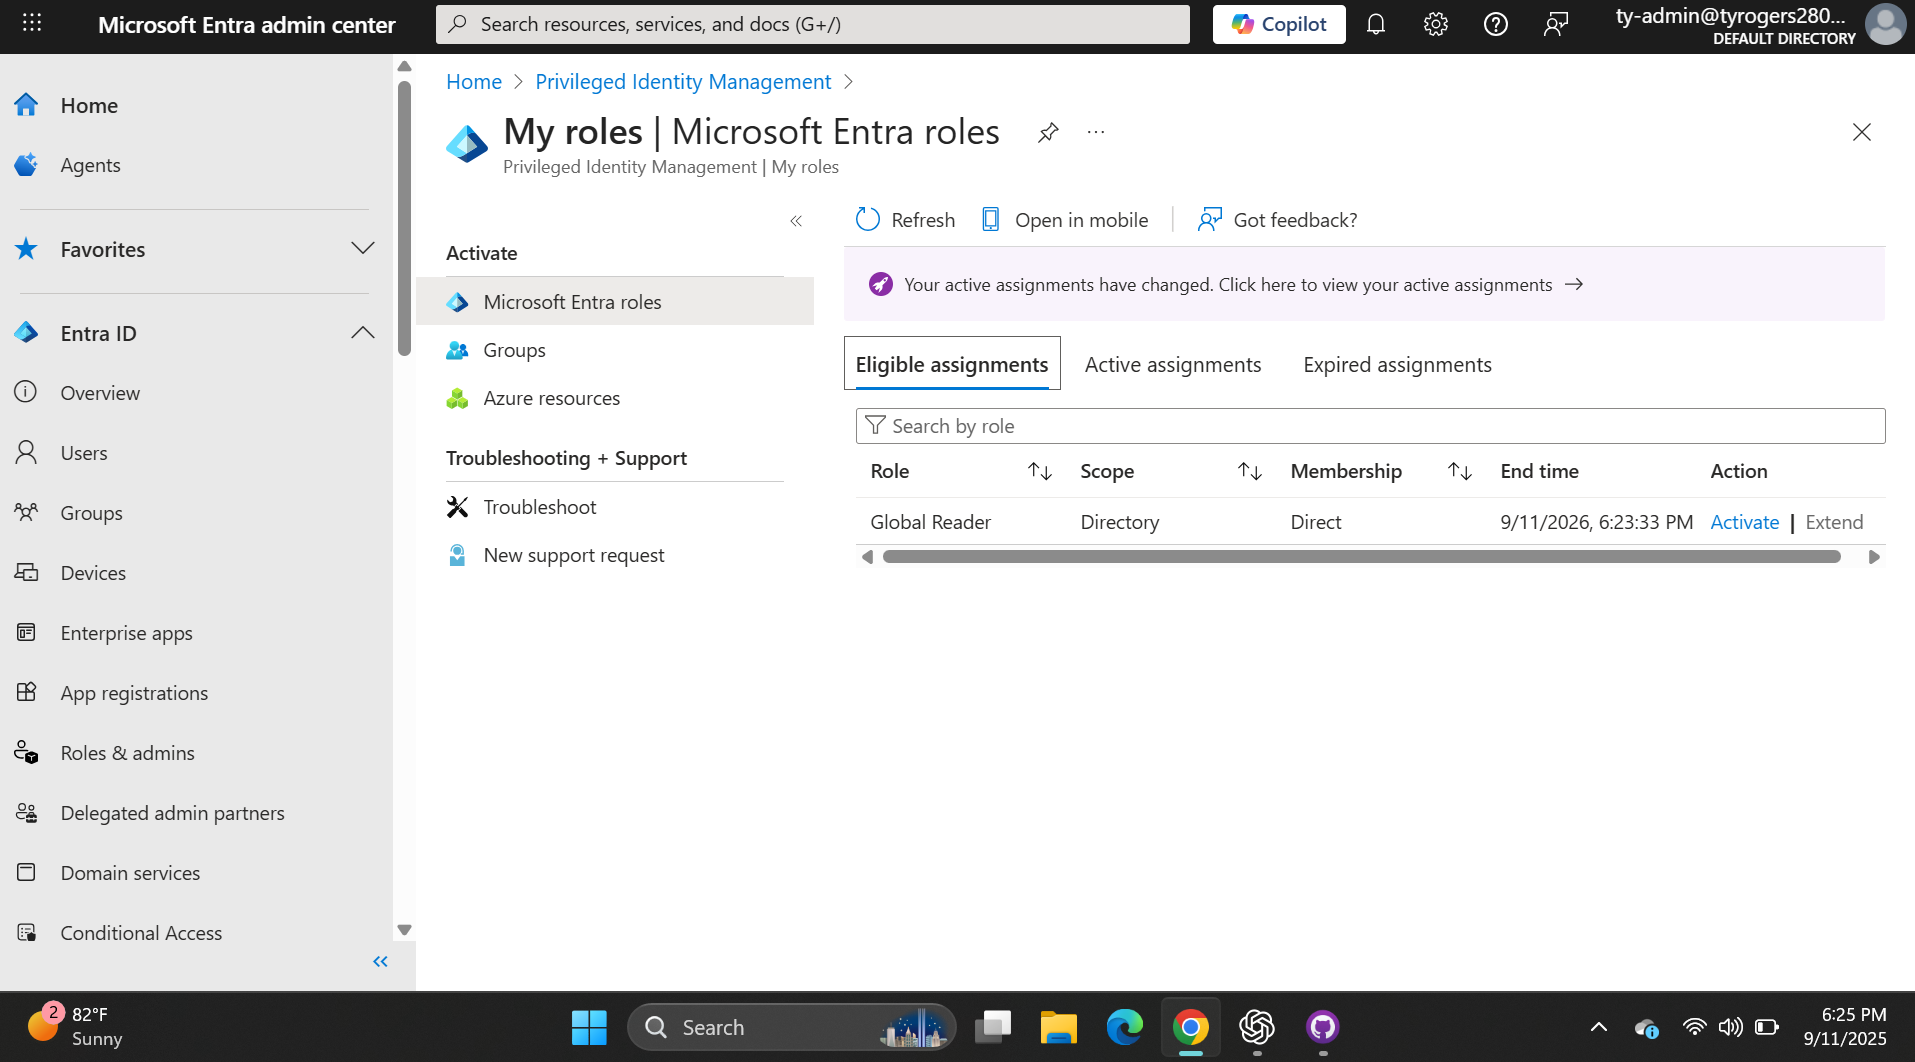 Microsoft Entra admin center
Search resources, services, and docs (G+/)
Copilot
ty-admin@tyrogers280...
DEFAULT DIRECTORY
Home
Agents
Favorites
Entra ID
Overview
Users
Groups
Devices
Enterprise apps
App registrations
Roles & admins
Delegated admin partners
Domain services
Conditional Access
Home > Privileged Identity Management >
My roles | Microsoft Entra roles
Privileged Identity Management | My roles
Activate
Microsoft Entra roles
Groups
Azure resources
Troubleshooting + Support
Troubleshoot
New support request
Refresh
Open in mobile
Got feedback?
Your active assignments have changed. Click here to view your active assignments →
Eligible assignments
Active assignments
Expired assignments
Search by role
Role Scope Membership End time Action
Global Reader Directory Direct 9/11/2026, 6:23:33 PM Activate | Extend
2
82°F
Sunny
Search
6:25 PM
9/11/2025